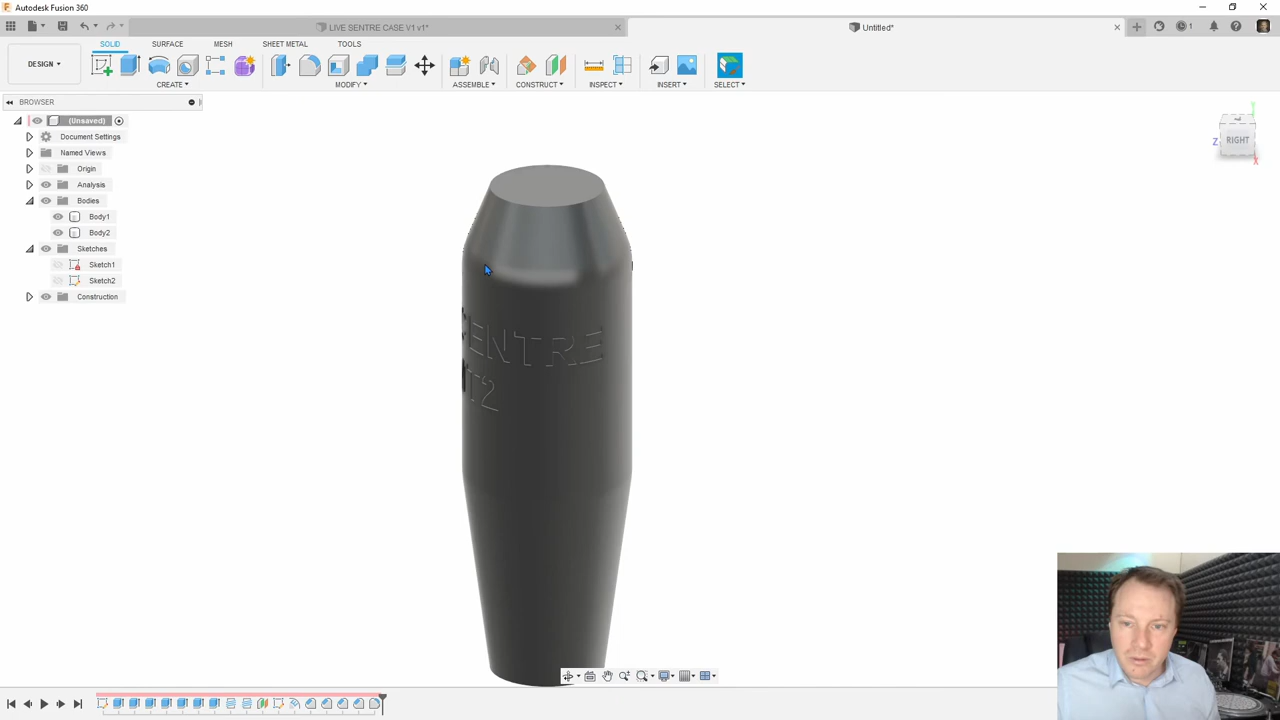 Autodesk Fusion 360
LIVE SENTRE CASE V1 v1*
Untitled*
1
SOLID
SURFACE
MESH
SHEET METAL
TOOLS
DESIGN
CREATE
MODIFY
ASSEMBLE
CONSTRUCT
INSPECT
INSERT
SELECT
BROWSER
(Unsaved)
Document Settings
Named Views
Origin
Analysis
Bodies
Body1
Body2
Sketches
Sketch1
Sketch2
Construction
RIGHT
Z
X
ENTRE
T2